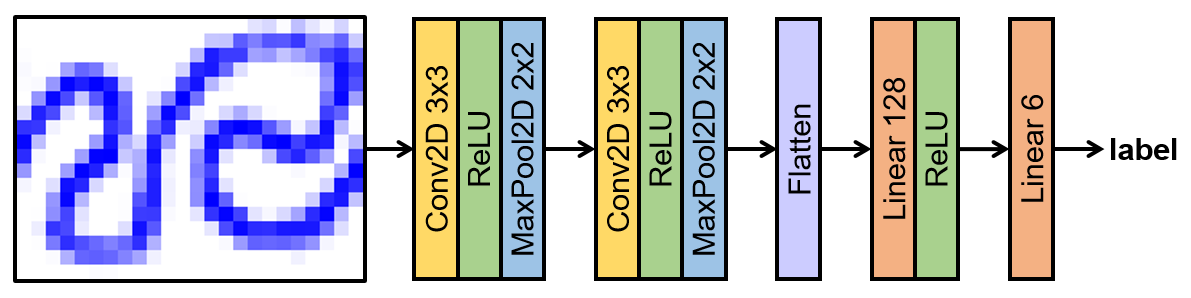 Conv2D 3x3
ReLU
MaxPool2D 2x2
Conv2D 3x3
ReLU
MaxPool2D 2x2
Flatten
Linear 128
ReLU
Linear 6
label